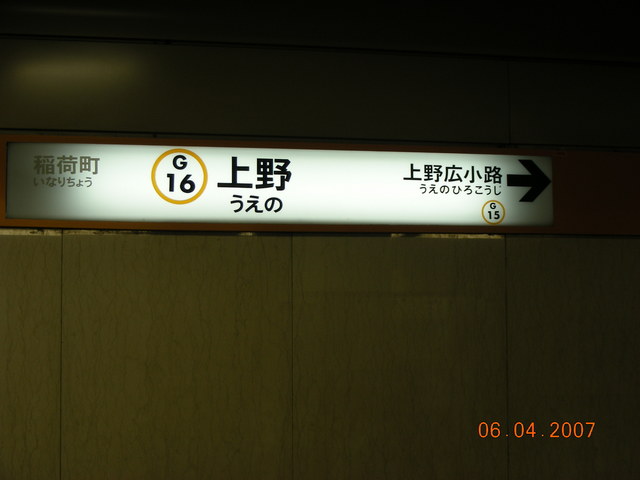 稲荷町
いなりちょう
G
16
上野
うえの
上野広小路
うえのひろこうじ
G
15
06.04.2007